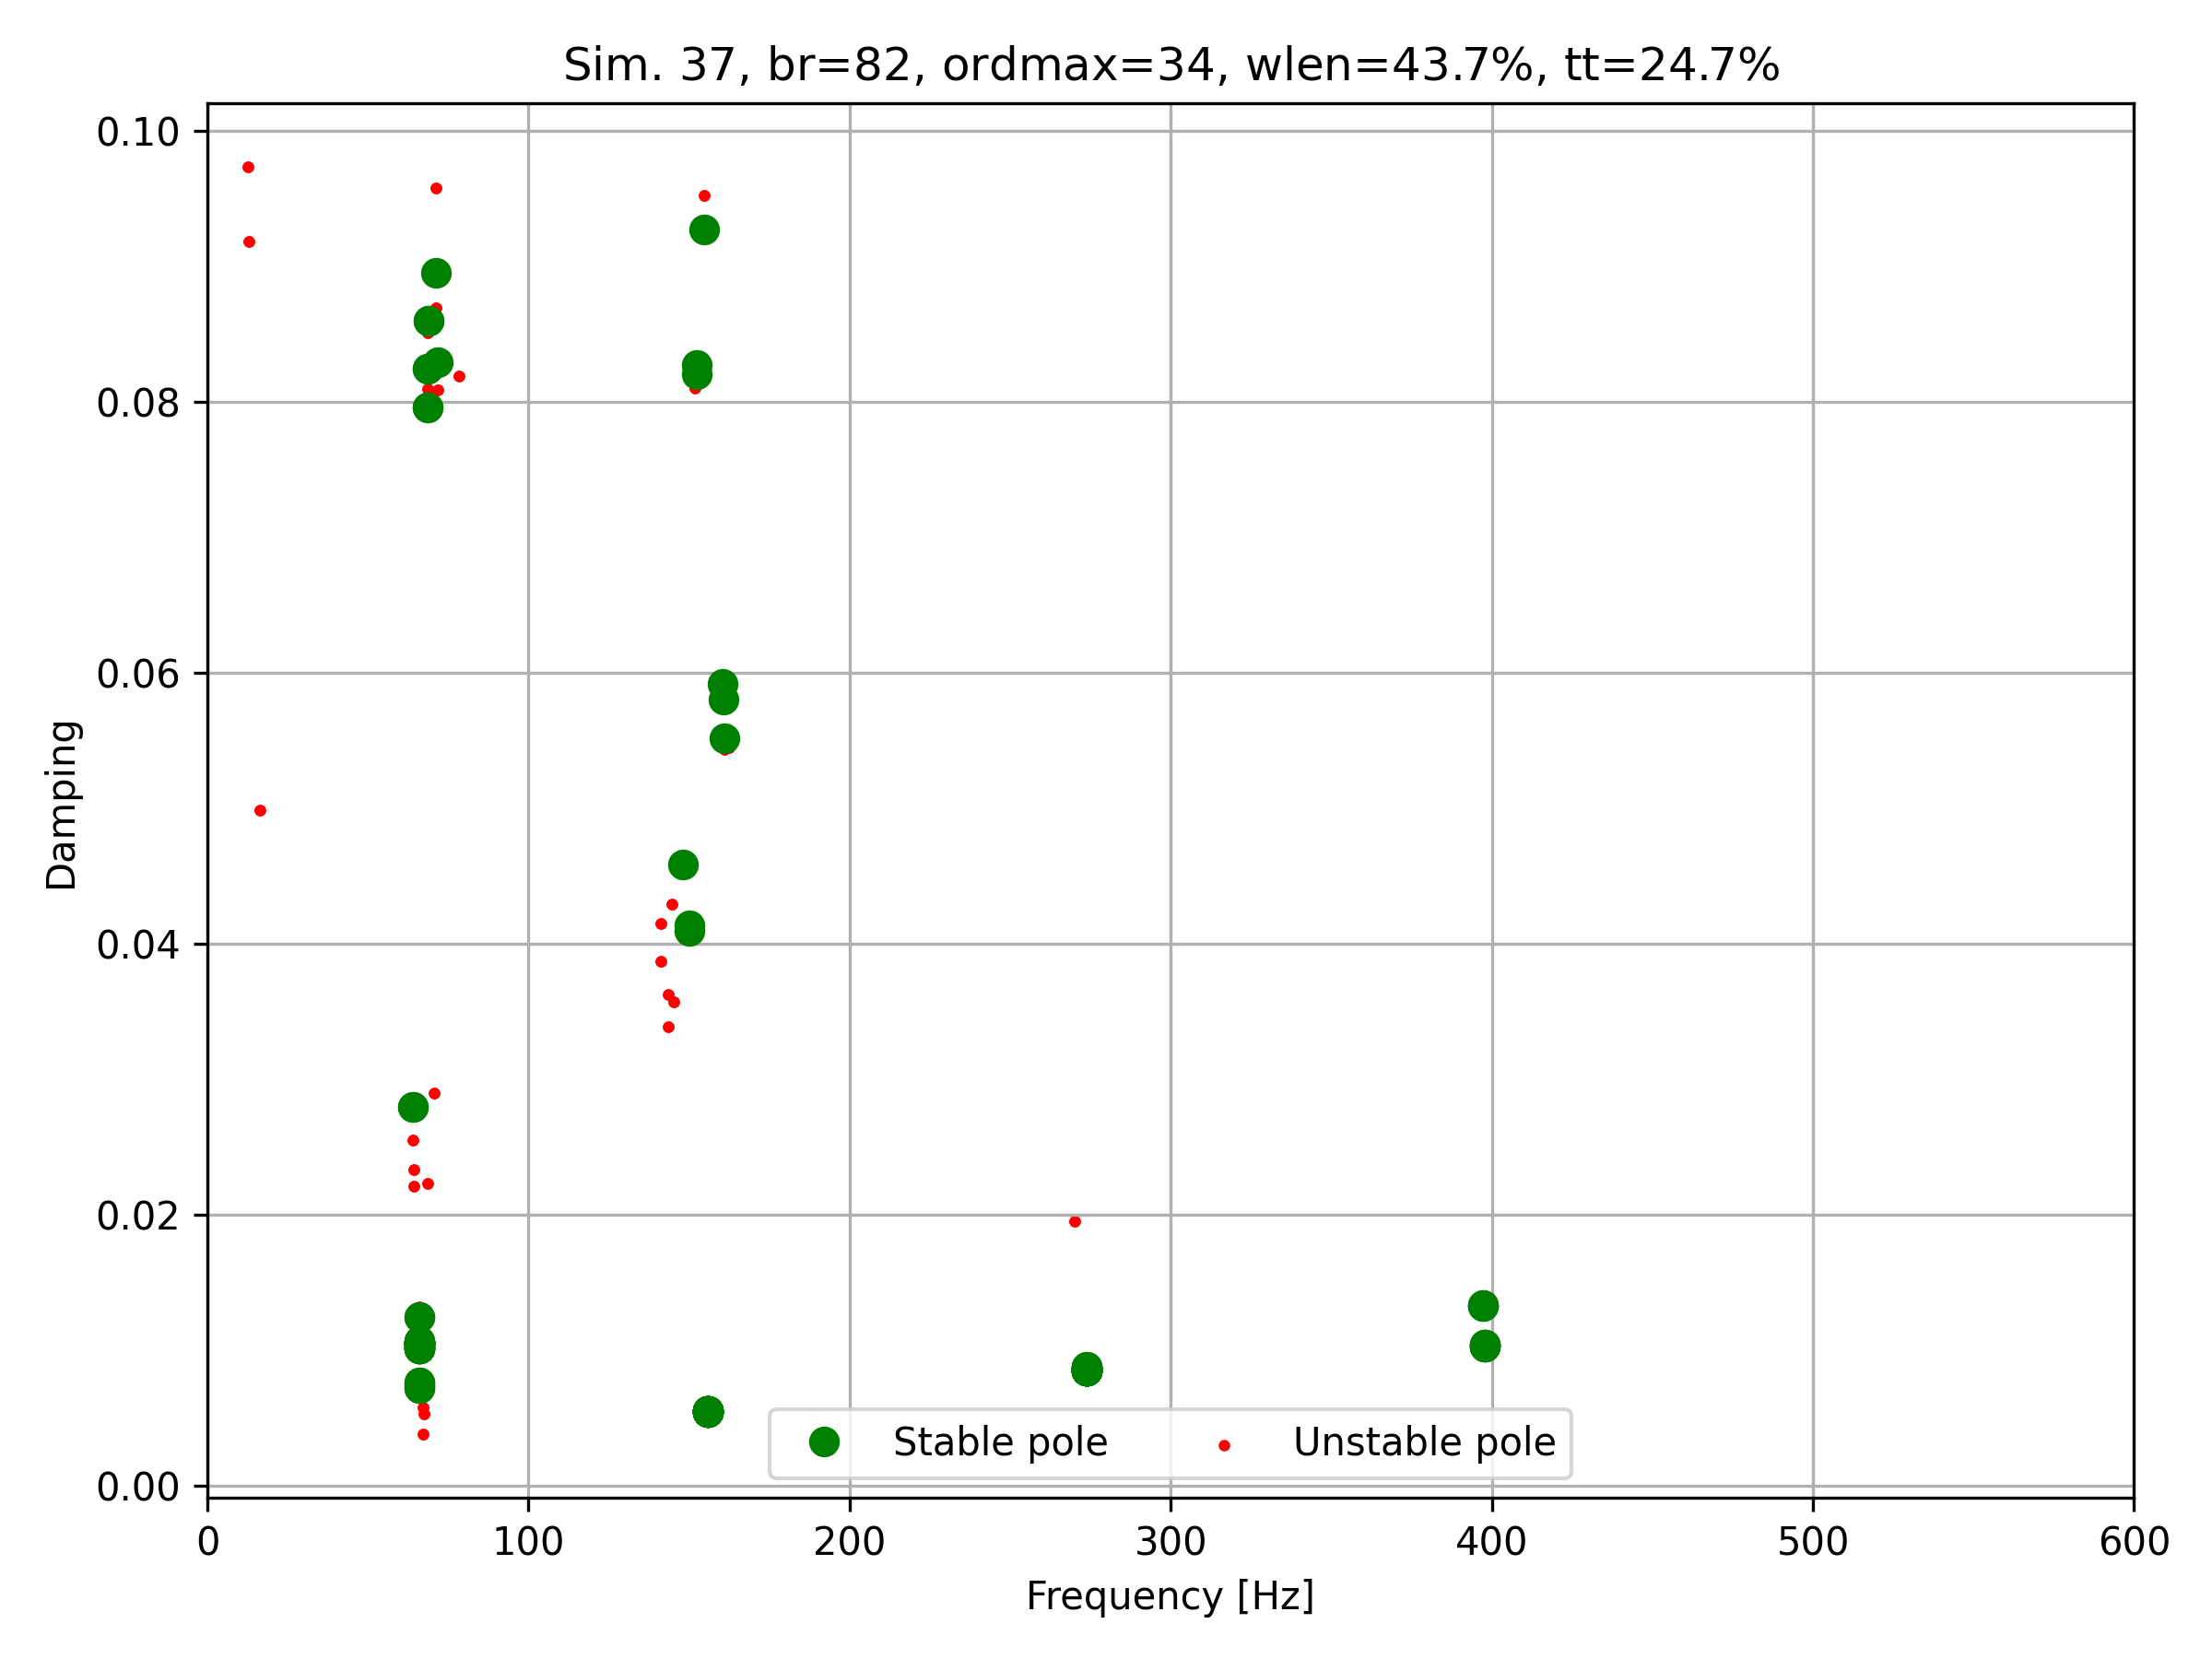 Sim. 37, br=82, ordmax=34, wlen=43.7%, tt=24.7%
0.10
0.08
0.06
0.04
0.02
0.00
Damping
Stable pole
Unstable pole
0 100 200 300 400 500 600
Frequency [Hz]